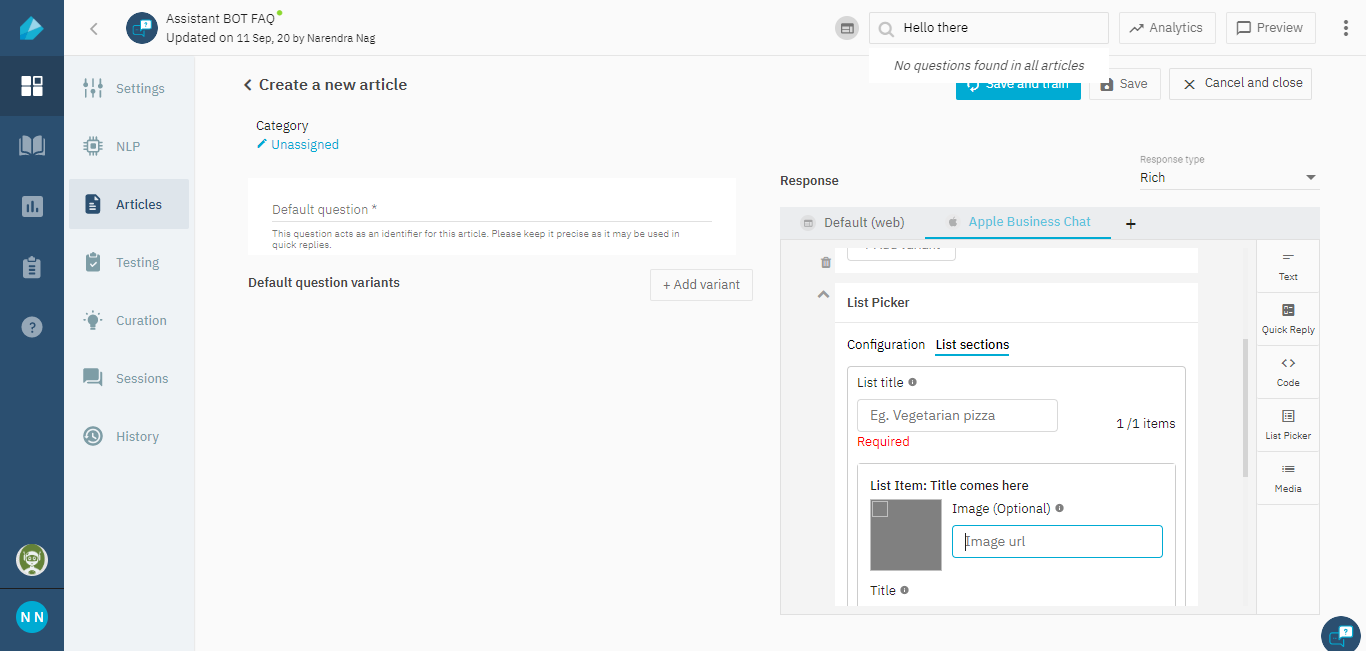 Assistant BOT FAQ
Updated on 11 Sep, 20 by Narendra Nag
Hello there
Analytics
Preview
No questions found in all articles
Settings
NLP
Articles
Testing
Curation
Sessions
History
N N
Create a new article
Save and train
Save
Cancel and close
Category
Unassigned
Default question *
This question acts as an identifier for this article. Please keep it precise as it may be used in
quick replies.
Default question variants
+ Add variant
Response
Response type
Rich
Default (web)
Apple Business Chat
+
+ Add variant
List Picker
Configuration
List sections
List title
Eg. Vegetarian pizza
1 /1 items
Required
List Item: Title comes here
Image (Optional)
Image url
Title
Text
Quick Reply
Code
List Picker
Media